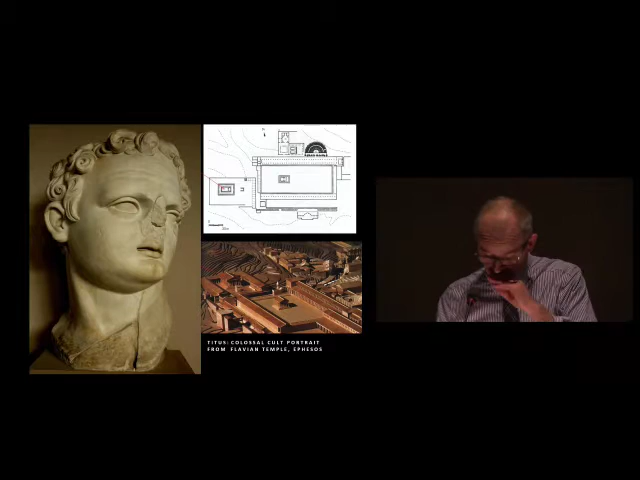 TITUS: COLOSSAL CULT PORTRAIT
FROM FLAVIAN TEMPLE, EPHESOS